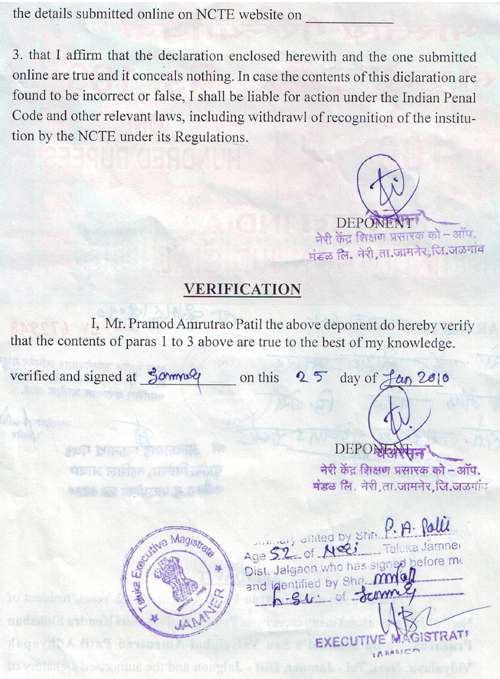 the details submitted online on NCTE website on
3. that I affirm that the declaration enclosed herewith and the one submitted
online are true and it conceals nothing. In case the contents of this diclaration are
found to be incorrect or false, I shall be liable for action under the Indian Penal
Code and other relevant laws, including withdrawl of recognition of the institu-
tion by the NCTE under its Regulations.
DEPONENT
चेअरमन
नेरी केंद्र शिक्षण प्रसारक को – ऑप.
मंडळ लि. नेरी,ता.जामनेर,जि.जळगांव
VERIFICATION
I, Mr. Pramod Amrutrao Patil the above deponent do hereby verify
that the contents of paras 1 to 3 above are true to the best of my knowledge.
verified and signed at Jamner on this 25 day of Jan 2010
DEPONENT
चेअरमन
नेरी केंद्र शिक्षण प्रसारक को – ऑप.
मंडळ लि. नेरी,ता.जामनेर,जि.जळगांव
Taluka Executive Magistrate
JAMNER
by Shri. P. A. Patil
Age 52 of Neri Taluka Jamner
Dist. Jalgaon who has signed before me
and identified by Shri.
of Jamner
EXECUTIVE MAGISTRATE
JAMNER